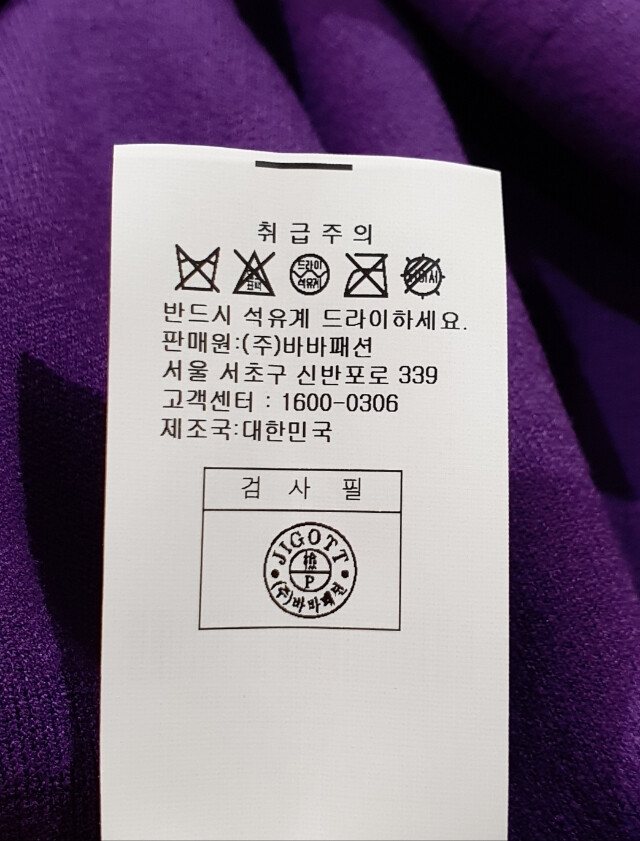 취급주의
드라이
석유계
반드시 석유계 드라이하세요.
판매원:(주)바바패션
서울 서초구 신반포로 339
고객센터 : 1600-0306
제조국:대한민국
검 사 필
JIGOTT
檢
P
(주)바바패션